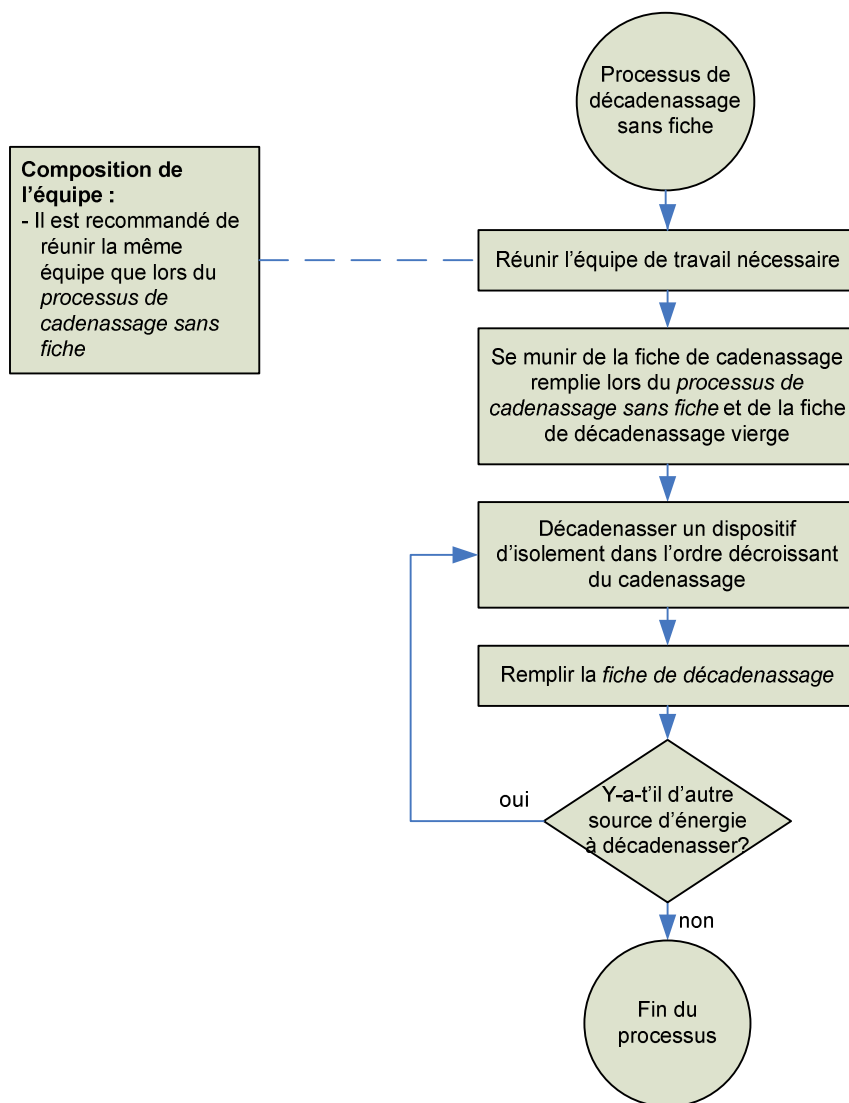 Processus de
décadenassage
sans fiche
Composition de
l'équipe :
- Il est recommandé de
réunir la même
équipe que lors du
processus de
cadenassage sans
fiche
Réunir l'équipe de travail nécessaire
Se munir de la fiche de cadenassage
remplie lors du processus de
cadenassage sans fiche et de la fiche
de décadenassage vierge
Décadenasser un dispositif
d'isolement dans l'ordre décroissant
du cadenassage
Remplir la fiche de décadenassage
Y-a-t'il d'autre
source d'énergie
à décadenasser?
oui
non
Fin du
processus